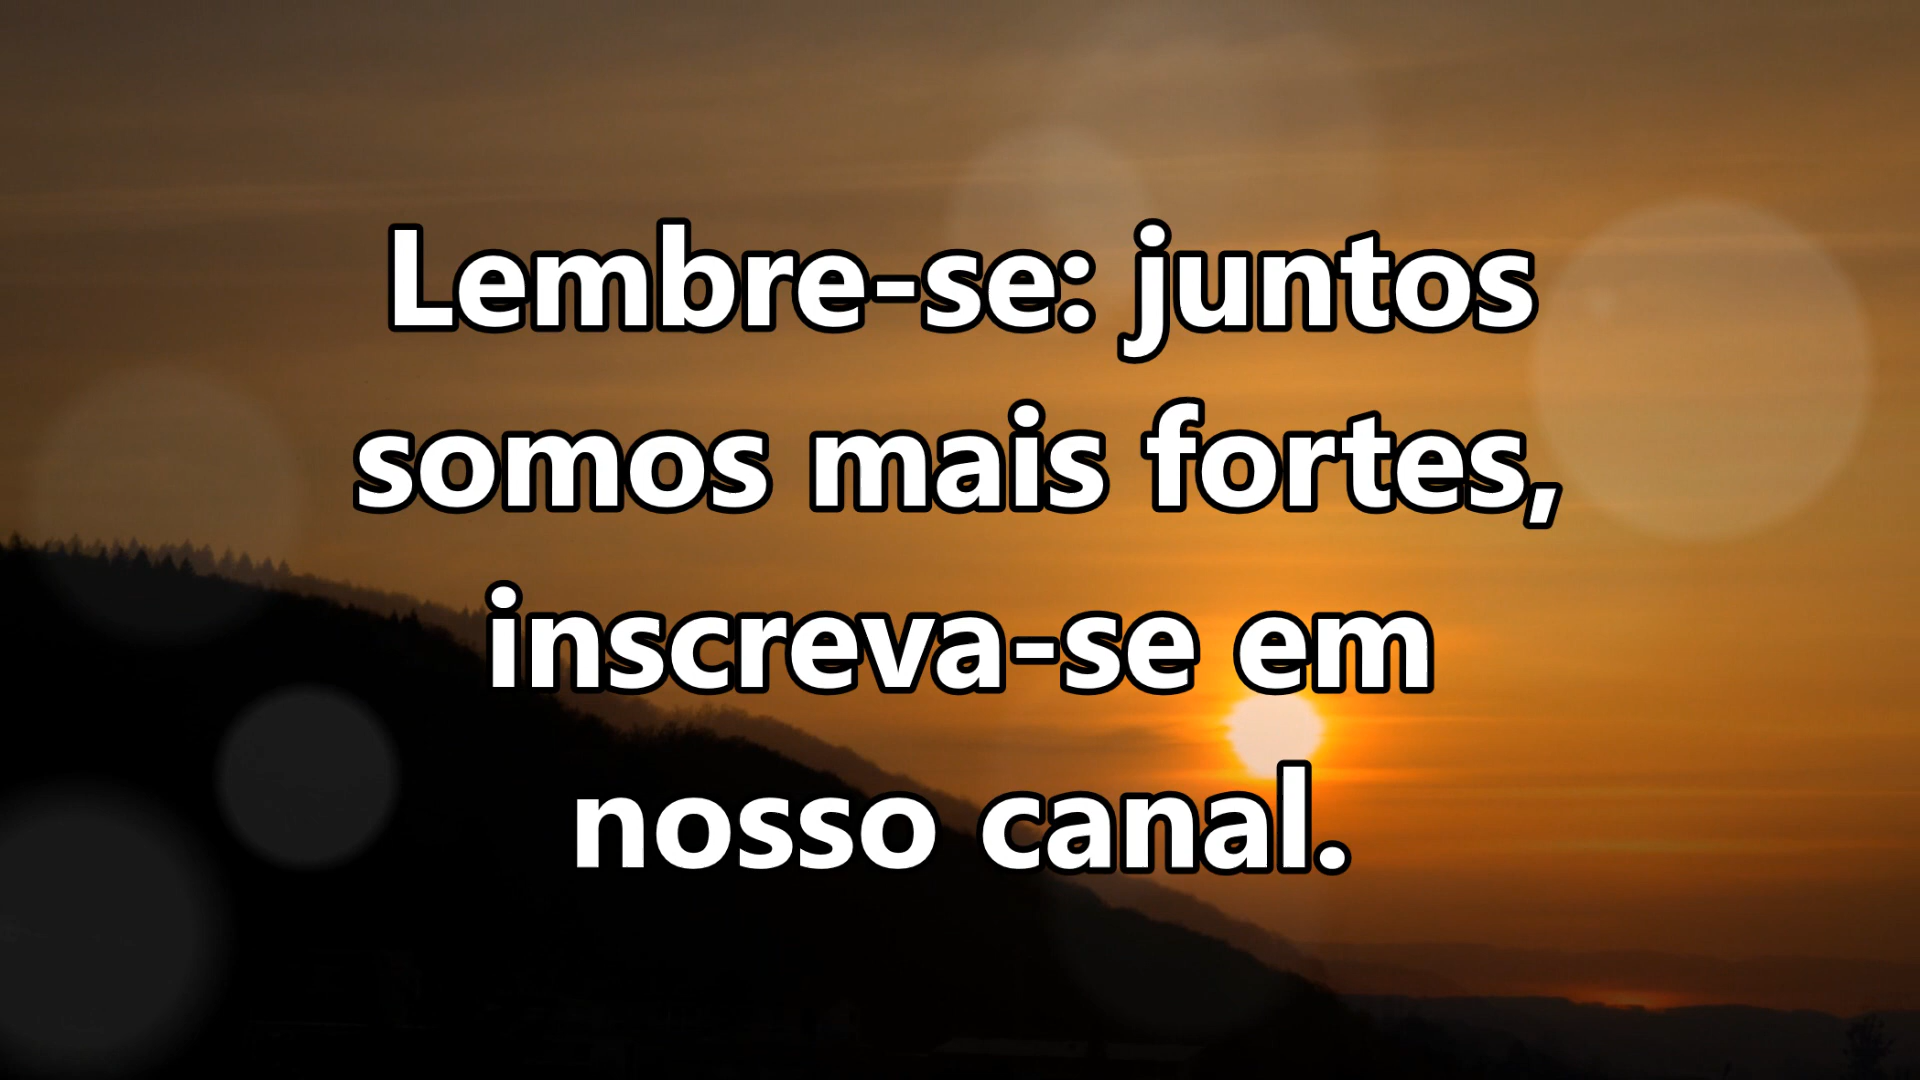 Lembre-se: juntos
somos mais fortes,
inscreva-se em
nosso canal.